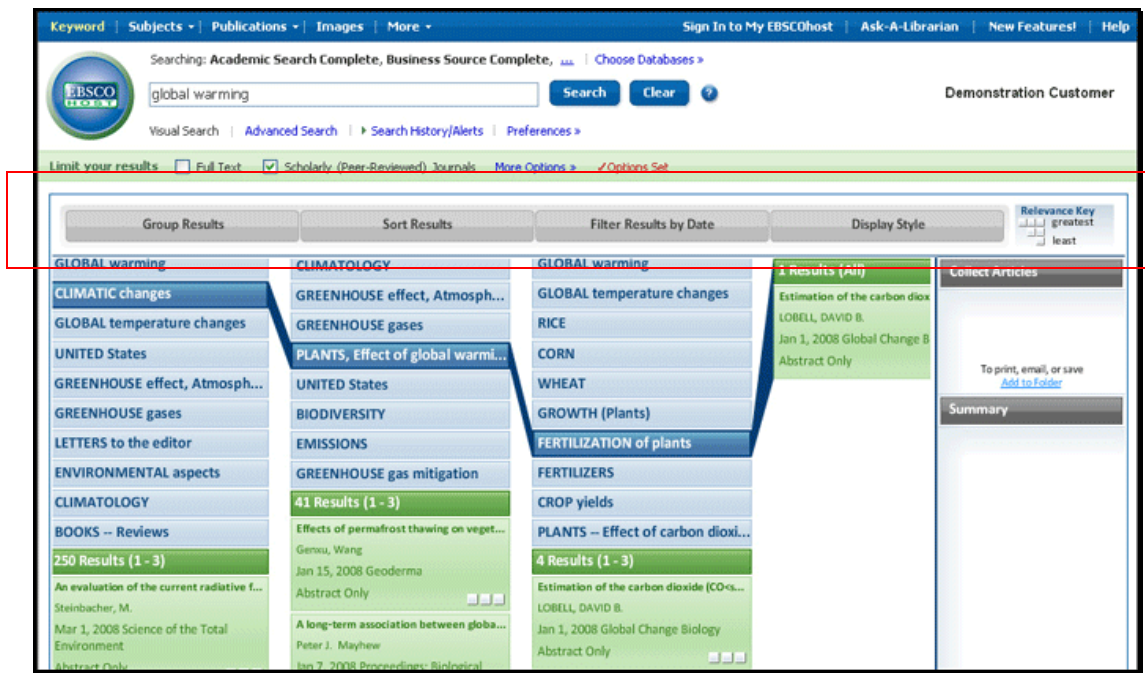 Keyword | Subjects | Publications | Images | More
Sign In to My EBSCOhost | Ask-A-Librarian | New Features! | Help
Searching: Academic Search Complete, Business Source Complete, ... | Choose Databases »
EBSCO
HOST
global warming
Search
Clear
?
Demonstration Customer
Visual Search | Advanced Search | Search History/Alerts | Preferences »
Limit your results
Full Text
Scholarly (Peer-Reviewed) Journals
More Options »
✓Options Set
Group Results
Sort Results
Filter Results by Date
Display Style
Relevance Key
greatest
least
GLOBAL warming
CLIMATIC changes
GLOBAL temperature changes
UNITED States
GREENHOUSE effect, Atmosph...
GREENHOUSE gases
LETTERS to the editor
ENVIRONMENTAL aspects
CLIMATOLOGY
BOOKS -- Reviews
250 Results (1 - 3)
An evaluation of the current radiative f...
Steinbacher, M.
Mar 1, 2008 Science of the Total
Environment
Abstract Only
CLIMATOLOGY
GREENHOUSE effect, Atmosph...
GREENHOUSE gases
PLANTS, Effect of global warmi...
UNITED States
BIODIVERSITY
EMISSIONS
GREENHOUSE gas mitigation
41 Results (1 - 3)
Effects of permafrost thawing on veget...
Genxu, Wang
Jan 15, 2008 Geoderma
Abstract Only
A long-term association between globa...
Peter J. Mayhew
Jan 7, 2008 Proceedings: Biological
GLOBAL warming
GLOBAL temperature changes
RICE
CORN
WHEAT
GROWTH (Plants)
FERTILIZATION of plants
FERTILIZERS
CROP yields
PLANTS -- Effect of carbon dioxi...
4 Results (1 - 3)
Estimation of the carbon dioxide (CO<s...
LOBELL, DAVID B.
Jan 1, 2008 Global Change Biology
Abstract Only
1 Results (All)
Estimation of the carbon diox
LOBELL, DAVID B.
Jan 1, 2008 Global Change B
Abstract Only
Collect Articles
To print, email, or save
Add to Folder
Summary